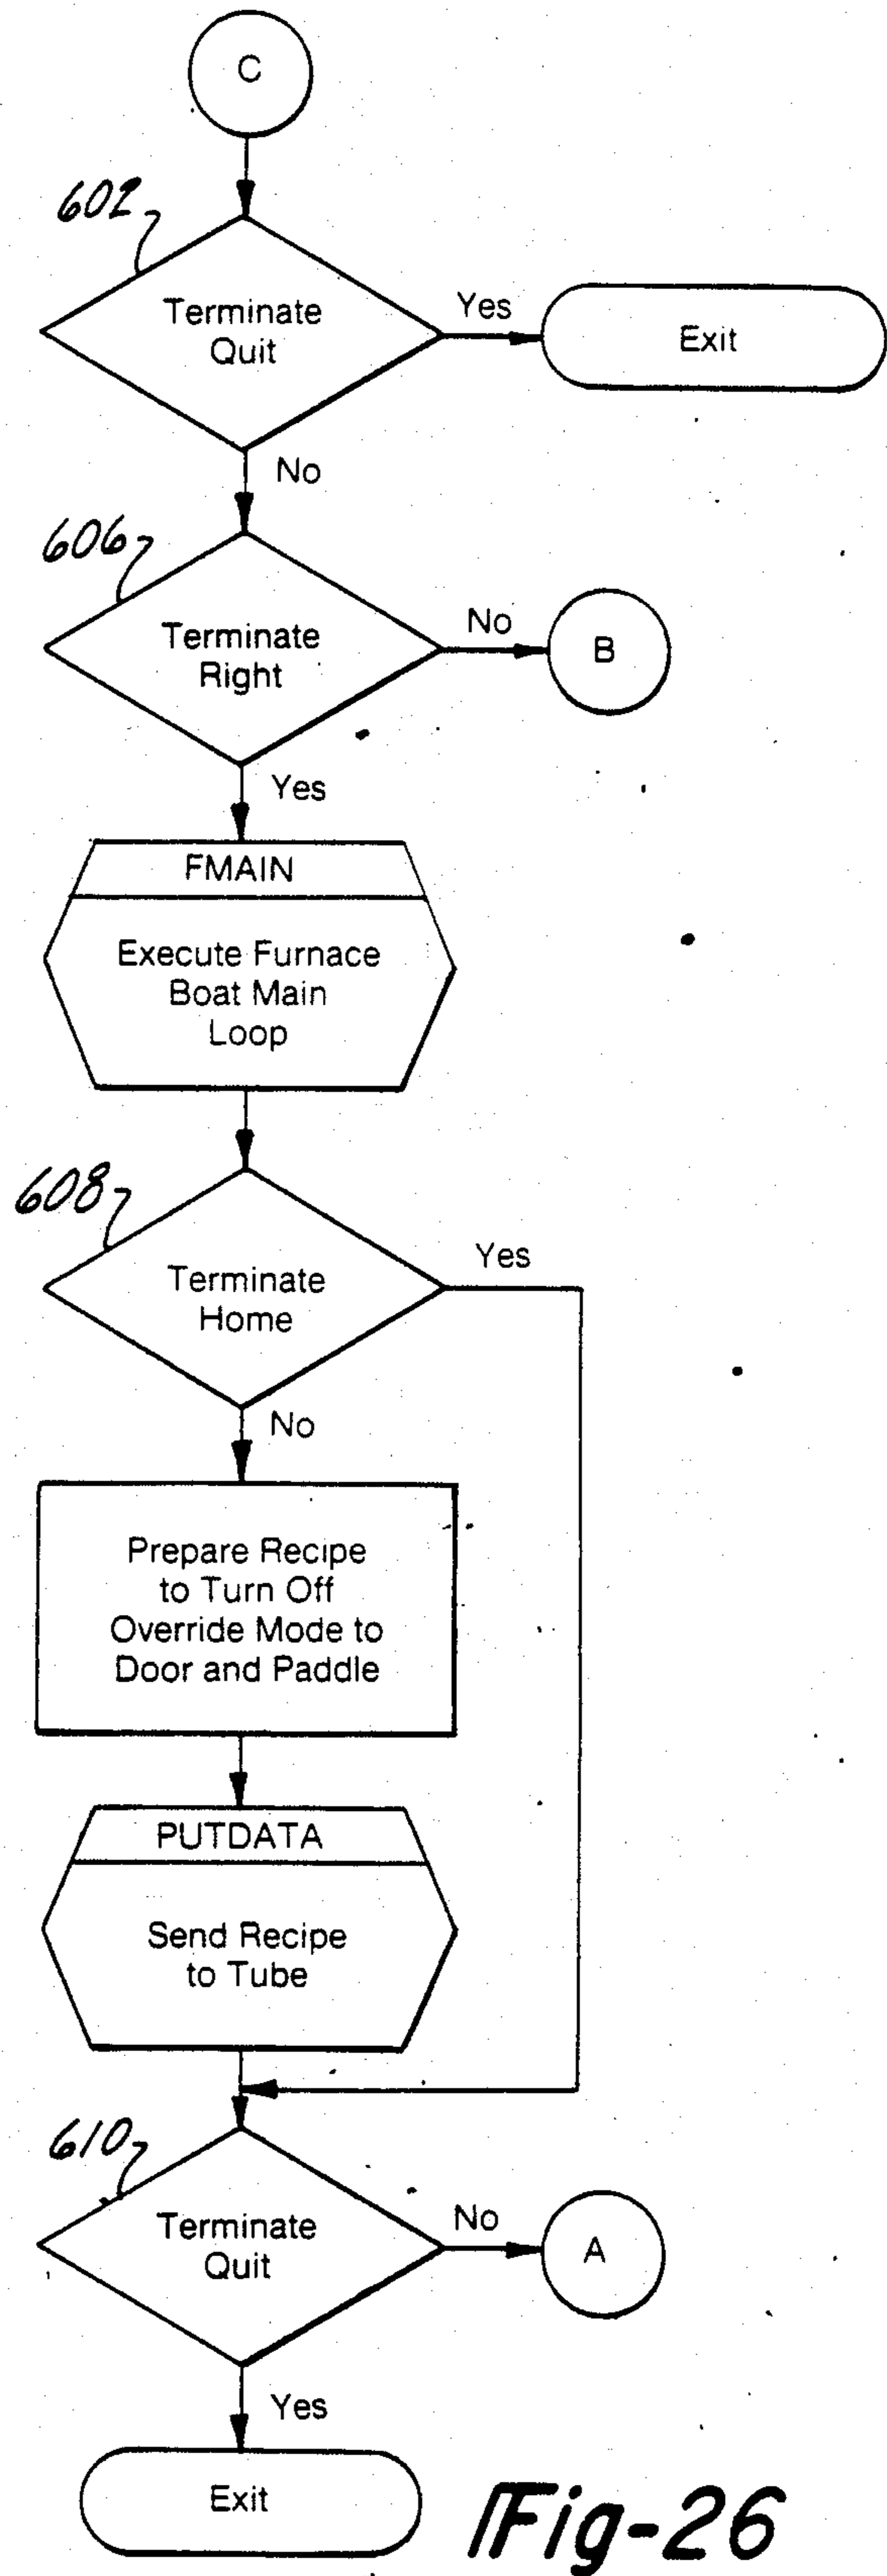 C
602
Terminate
Quit
Yes
Exit
No
606
Terminate
Right
No
B
Yes
FMAIN
Execute Furnace
Boat Main
Loop
608
Terminate
Home
Yes
No
Prepare Recipe
to Turn Off
Override Mode to
Door and Paddle
PUTDATA
Send Recipe
to Tube
610
Terminate
Quit
No
A
Yes
Exit
Fig-26